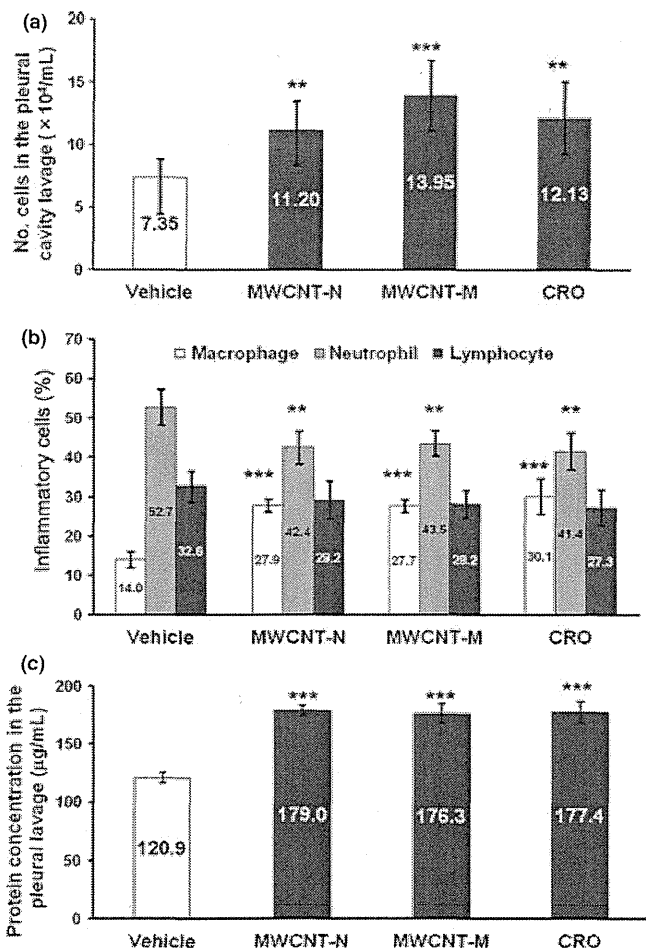 (a)
No. cells in the pleural
cavity lavage (× 10⁴/mL)
20
15
10
5
0
**
***
**
7.35
11.20
13.95
12.13
Vehicle MWCNT-N MWCNT-M CRO
(b)
Inflammatory cells (%)
70
60
50
40
30
20
10
0
Macrophage Neutrophil Lymphocyte
*** ** *** ** *** **
14.0 52.7 32.6 27.9 42.4 29.2 27.7 43.5 28.2 30.1 41.4 27.3
Vehicle MWCNT-N MWCNT-M CRO
(c)
Protein concentration in the
pleural lavage (µg/mL)
200
150
100
50
0
*** *** ***
120.9 179.0 176.3 177.4
Vehicle MWCNT-N MWCNT-M CRO